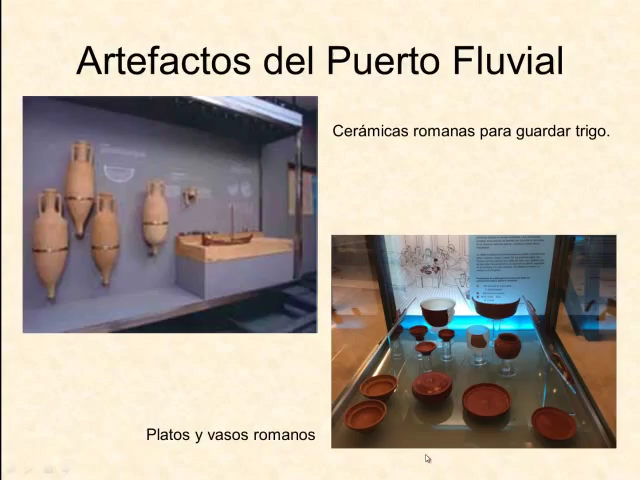 Artefactos del Puerto Fluvial
Cerámicas romanas para guardar trigo.
Platos y vasos romanos